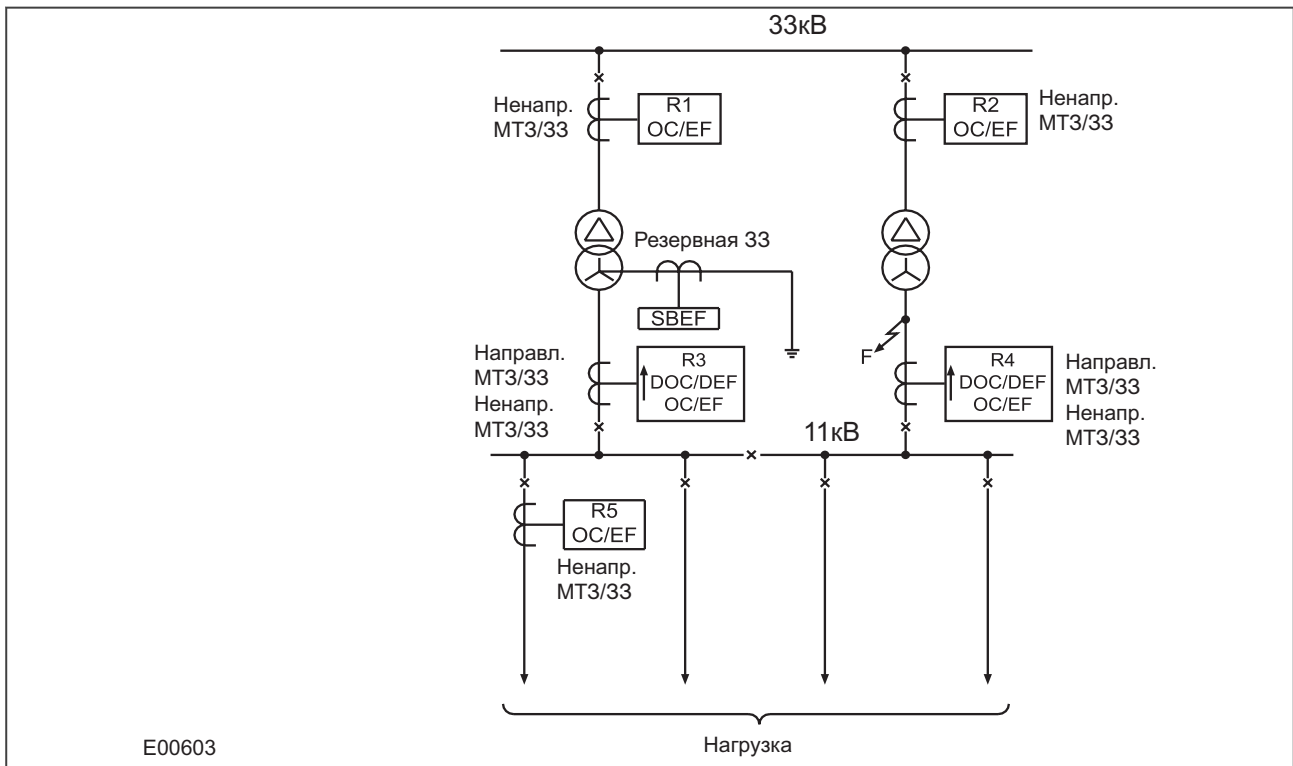 33кВ
Ненапр.
МТЗ/ЗЗ
R1
OC/EF
R2
OC/EF
Ненапр.
МТЗ/ЗЗ
Резервная ЗЗ
SBEF
Направл.
МТЗ/ЗЗ
Ненапр.
МТЗ/ЗЗ
R3
DOC/DEF
OC/EF
F
R4
DOC/DEF
OC/EF
Направл.
МТЗ/ЗЗ
Ненапр.
МТЗ/ЗЗ
11кВ
R5
OC/EF
Ненапр.
МТЗ/ЗЗ
Нагрузка
E00603